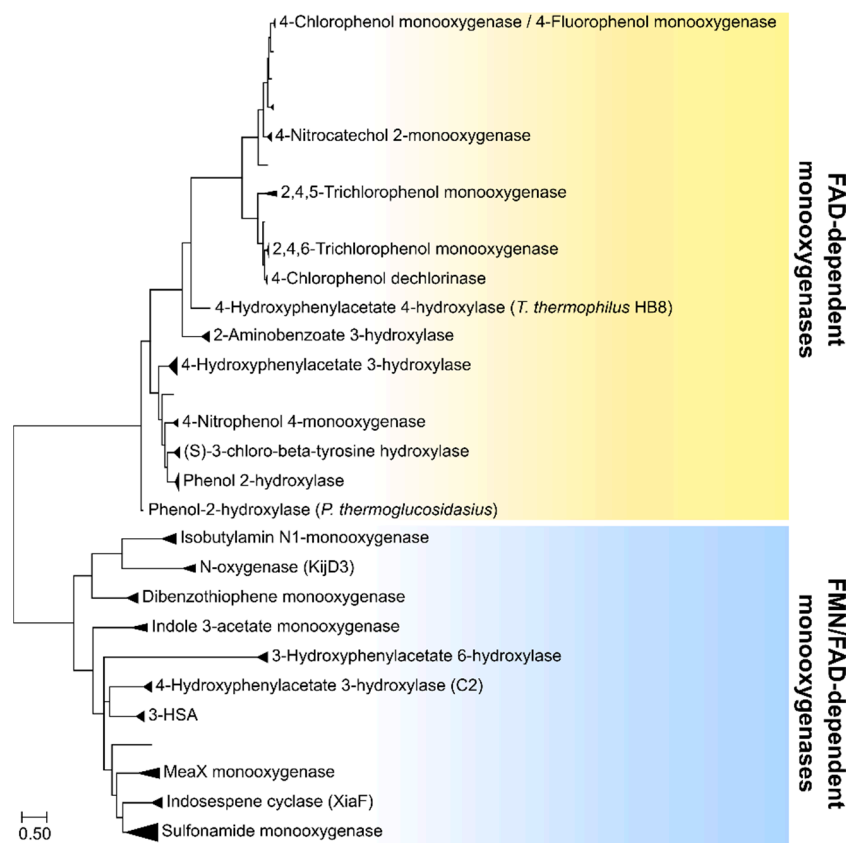 4-Chlorophenol monooxygenase / 4-Fluorophenol monooxygenase
4-Nitrocatechol 2-monooxygenase
2,4,5-Trichlorophenol monooxygenase
2,4,6-Trichlorophenol monooxygenase
4-Chlorophenol dechlorinase
4-Hydroxyphenylacetate 4-hydroxylase (T. thermophilus HB8)
2-Aminobenzoate 3-hydroxylase
4-Hydroxyphenylacetate 3-hydroxylase
4-Nitrophenol 4-monooxygenase
(S)-3-chloro-beta-tyrosine hydroxylase
Phenol 2-hydroxylase
Phenol-2-hydroxylase (P. thermoglucosidasius)
FAD-dependent
monooxygenases
Isobutylamin N1-monooxygenase
N-oxygenase (KijD3)
Dibenzothiophene monooxygenase
Indole 3-acetate monooxygenase
3-Hydroxyphenylacetate 6-hydroxylase
4-Hydroxyphenylacetate 3-hydroxylase (C2)
3-HSA
MeaX monooxygenase
Indosespene cyclase (XiaF)
Sulfonamide monooxygenase
FMN/FAD-dependent
monooxygenases
0.50